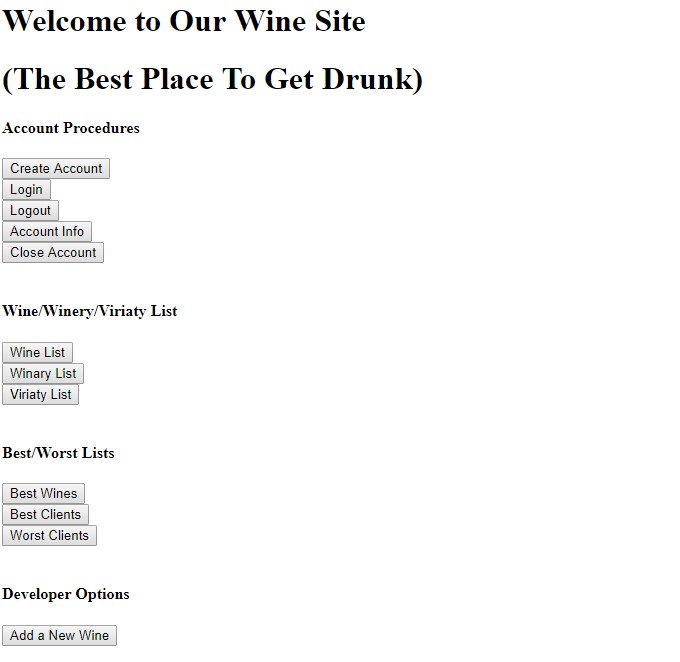 Welcome to Our Wine Site
(The Best Place To Get Drunk)
Account Procedures
Create Account
Login
Logout
Account Info
Close Account
Wine/Winery/Viriaty List
Wine List
Winary List
Viriaty List
Best/Worst Lists
Best Wines
Best Clients
Worst Clients
Developer Options
Add a New Wine